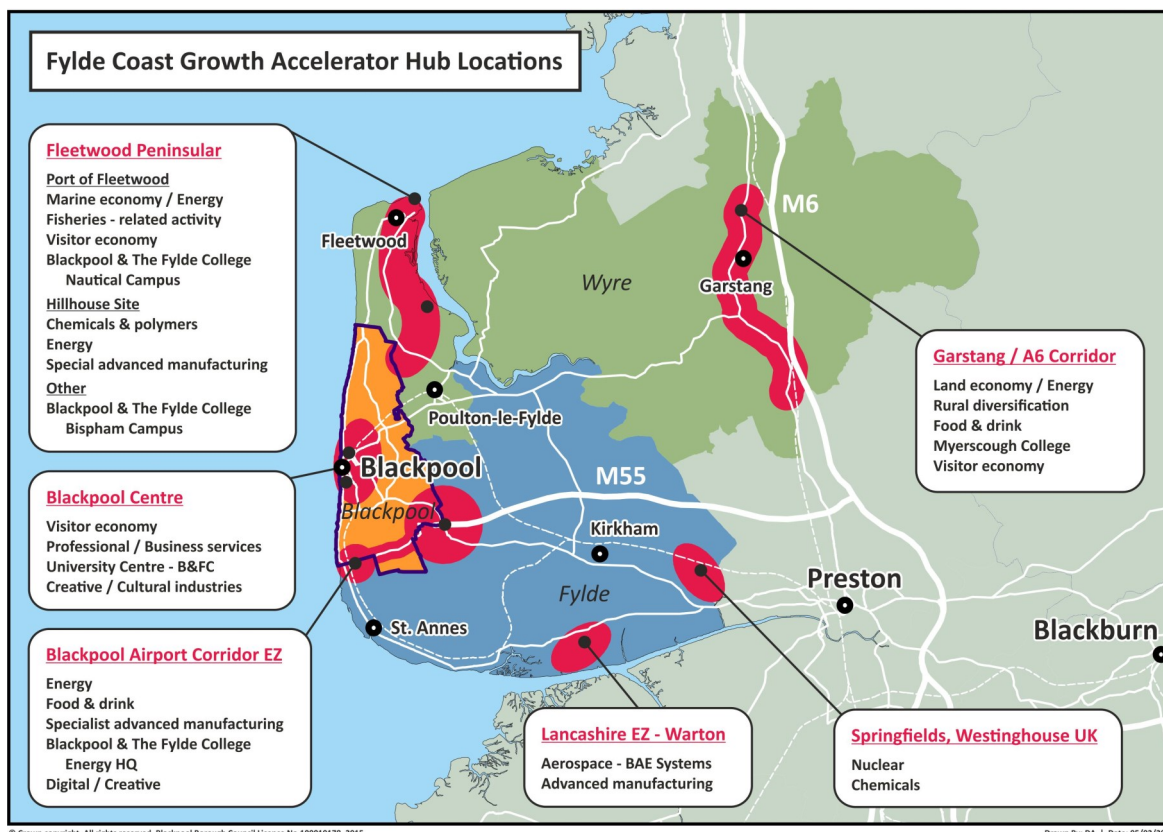 Fylde Coast Growth Accelerator Hub Locations
Fleetwood Peninsular
Port of Fleetwood
Marine economy / Energy
Fisheries - related activity
Visitor economy
Blackpool & The Fylde College
Nautical Campus
Hillhouse Site
Chemicals & polymers
Energy
Special advanced manufacturing
Other
Blackpool & The Fylde College
Bispham Campus
Blackpool Centre
Visitor economy
Professional / Business services
University Centre - B&FC
Creative / Cultural industries
Blackpool Airport Corridor EZ
Energy
Food & drink
Specialist advanced manufacturing
Blackpool & The Fylde College
Energy HQ
Digital / Creative
Fleetwood
Wyre
M6
Garstang
Garstang / A6 Corridor
Land economy / Energy
Rural diversification
Food & drink
Myerscough College
Visitor economy
Poulton-le-Fylde
Blackpool
M55
Blackpool
Kirkham
Fylde
Preston
St. Annes
Blackburn
Lancashire EZ - Warton
Aerospace - BAE Systems
Advanced manufacturing
Springfields, Westinghouse UK
Nuclear
Chemicals